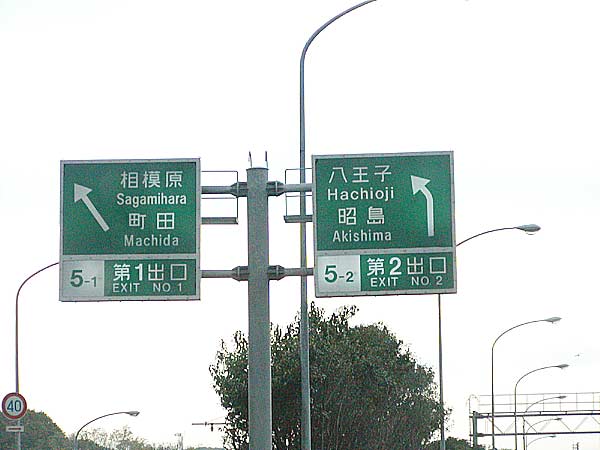 相模原
Sagamihara
町田
Machida
5-1 第1出口
EXIT NO 1
八王子
Hachioji
昭島
Akishima
5-2 第2出口
EXIT NO 2
40